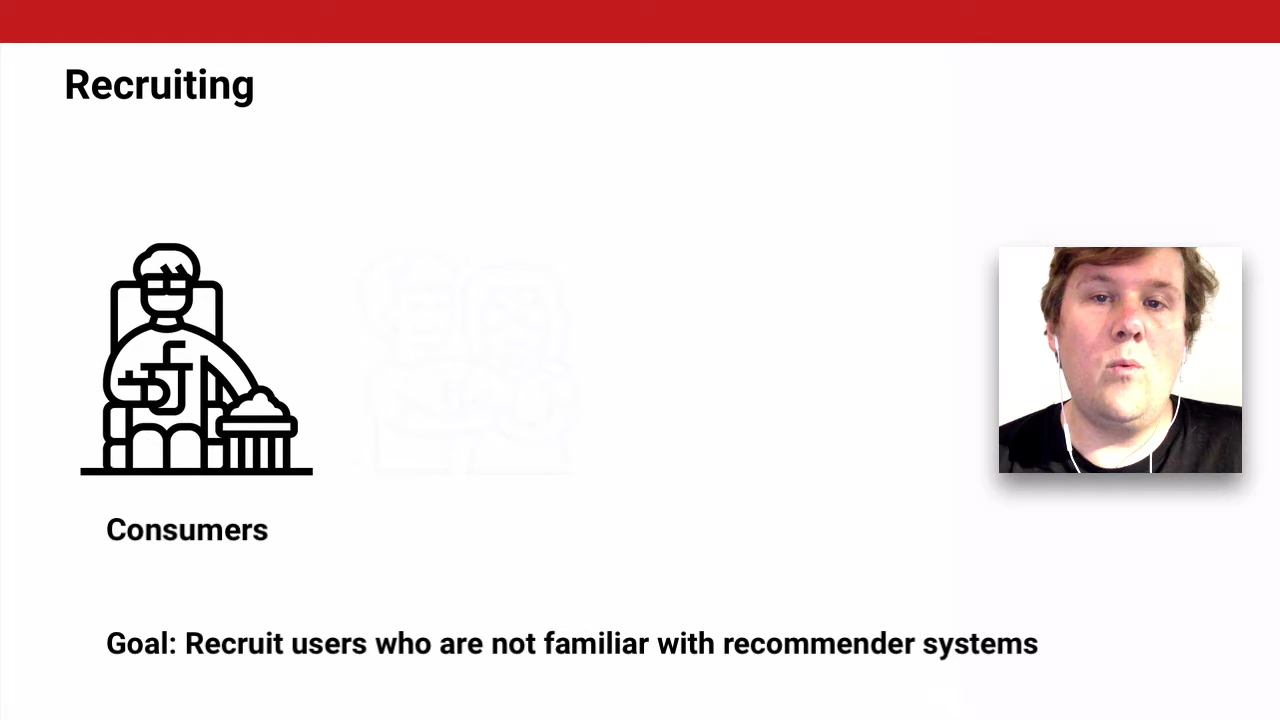 Recruiting
Consumers
Goal: Recruit users who are not familiar with recommender systems